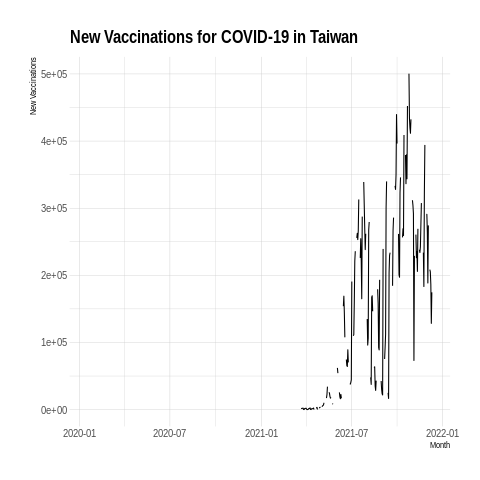 New Vaccinations for COVID-19 in Taiwan
New Vaccinations
5e+05
4e+05
3e+05
2e+05
1e+05
0e+00
2020-01 2020-07 2021-01 2021-07 2022-01
Month